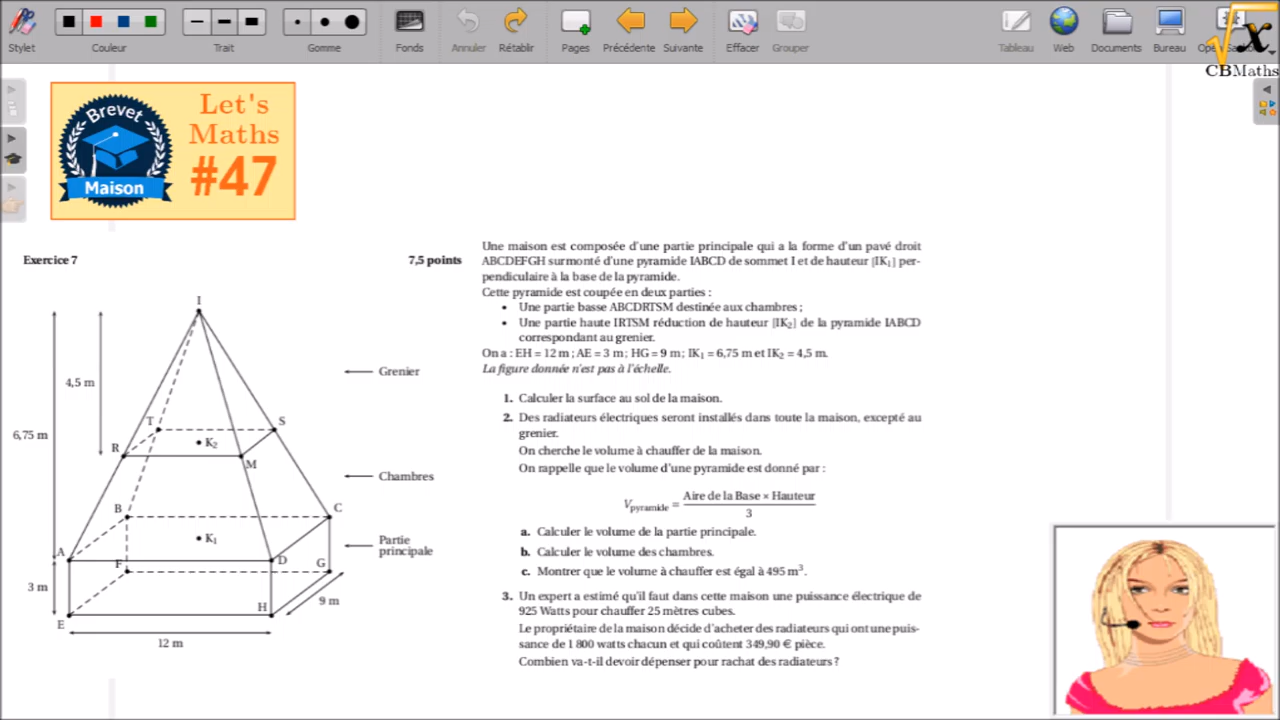 Stylet
Couleur
Trait
Gomme
Fonds
Annuler
Rétablir
Pages
Précédente
Suivante
Effacer
Grouper
Tableau
Web
Documents
Bureau
√x
CBMaths
Brevet
Maison
Let's
Maths
#47
Exercice 7
7,5 points
I
4,5 m
6,75 m
T
S
R
K₂
M
B
C
K₁
A
D
F
G
3 m
H
E
9 m
12 m
Grenier
Chambres
Partie
principale
Une maison est composée d'une partie principale qui a la forme d'un pavé droit
ABCDEFGH surmonté d'une pyramide IABCD de sommet I et de hauteur [IK₁] per-
pendiculaire à la base de la pyramide.
Cette pyramide est coupée en deux parties :
• Une partie basse ABCDRTSM destinée aux chambres ;
• Une partie haute IRTSM réduction de hauteur [IK₂] de la pyramide IABCD
correspondant au grenier.
On a : EH = 12 m ; AE = 3 m ; HG = 9 m ; IK₁ = 6,75 m et IK₂ = 4,5 m.
La figure donnée n'est pas à l'échelle.
1. Calculer la surface au sol de la maison.
2. Des radiateurs électriques seront installés dans toute la maison, excepté au
grenier.
On cherche le volume à chauffer de la maison.
On rappelle que le volume d'une pyramide est donné par :
V pyramide = Aire de la Base × Hauteur
3
a. Calculer le volume de la partie principale.
b. Calculer le volume des chambres.
c. Montrer que le volume à chauffer est égal à 495 m³.
3. Un expert a estimé qu'il faut dans cette maison une puissance électrique de
925 Watts pour chauffer 25 mètres cubes.
Le propriétaire de la maison décide d'acheter des radiateurs qui ont une puis-
sance de 1 800 watts chacun et qui coûtent 349,90 € pièce.
Combien va-t-il devoir dépenser pour l'achat des radiateurs ?